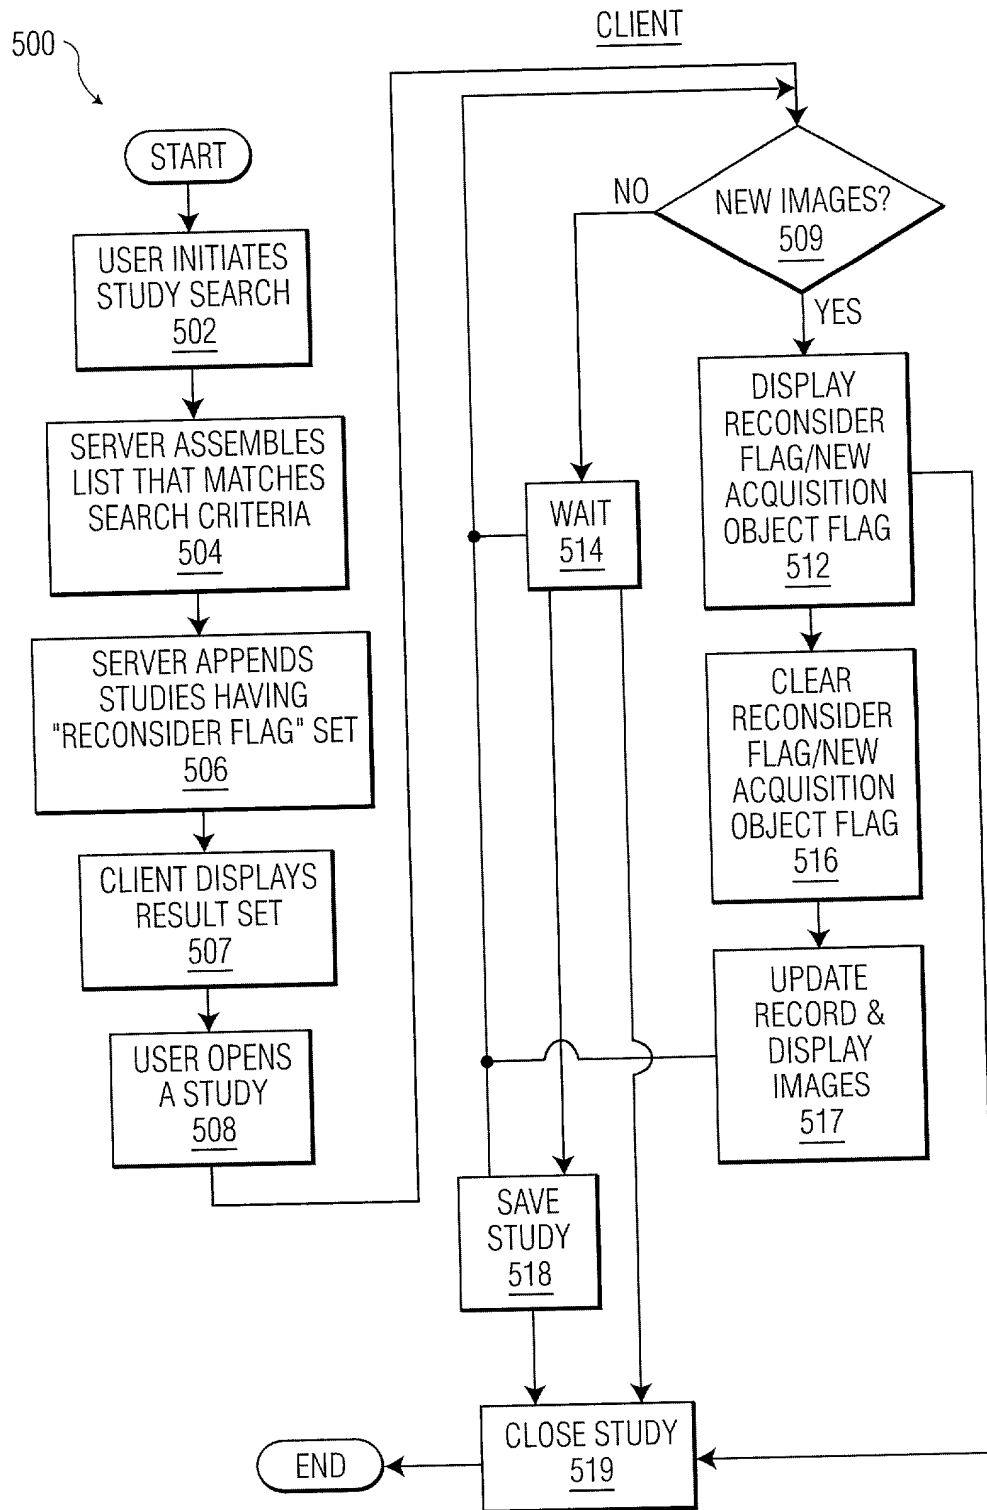 CLIENT
500
START
USER INITIATES
STUDY SEARCH
502
SERVER ASSEMBLES
LIST THAT MATCHES
SEARCH CRITERIA
504
SERVER APPENDS
STUDIES HAVING
"RECONSIDER FLAG" SET
506
CLIENT DISPLAYS
RESULT SET
507
USER OPENS
A STUDY
508
NEW IMAGES?
509
NO
YES
DISPLAY
RECONSIDER
FLAG/NEW
ACQUISITION
OBJECT FLAG
512
WAIT
514
CLEAR
RECONSIDER
FLAG/NEW
ACQUISITION
OBJECT FLAG
516
UPDATE
RECORD &
DISPLAY
IMAGES
517
SAVE
STUDY
518
CLOSE STUDY
519
END